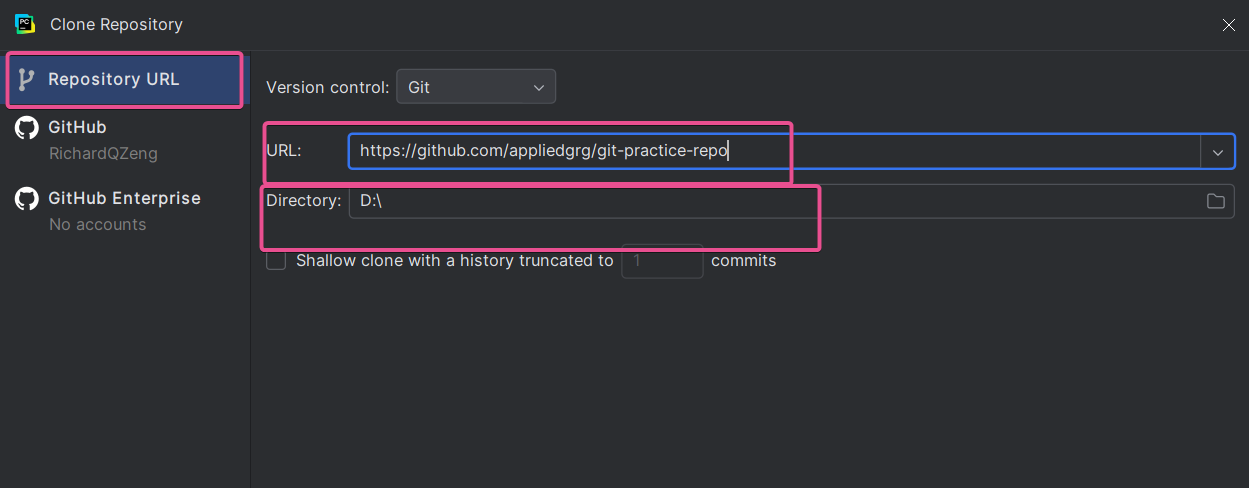 Clone Repository
Repository URL
GitHub
RichardQZeng
GitHub Enterprise
No accounts
Version control: Git
URL: https://github.com/appliedgrg/git-practice-repo
Directory: D:\
Shallow clone with a history truncated to 1 commits